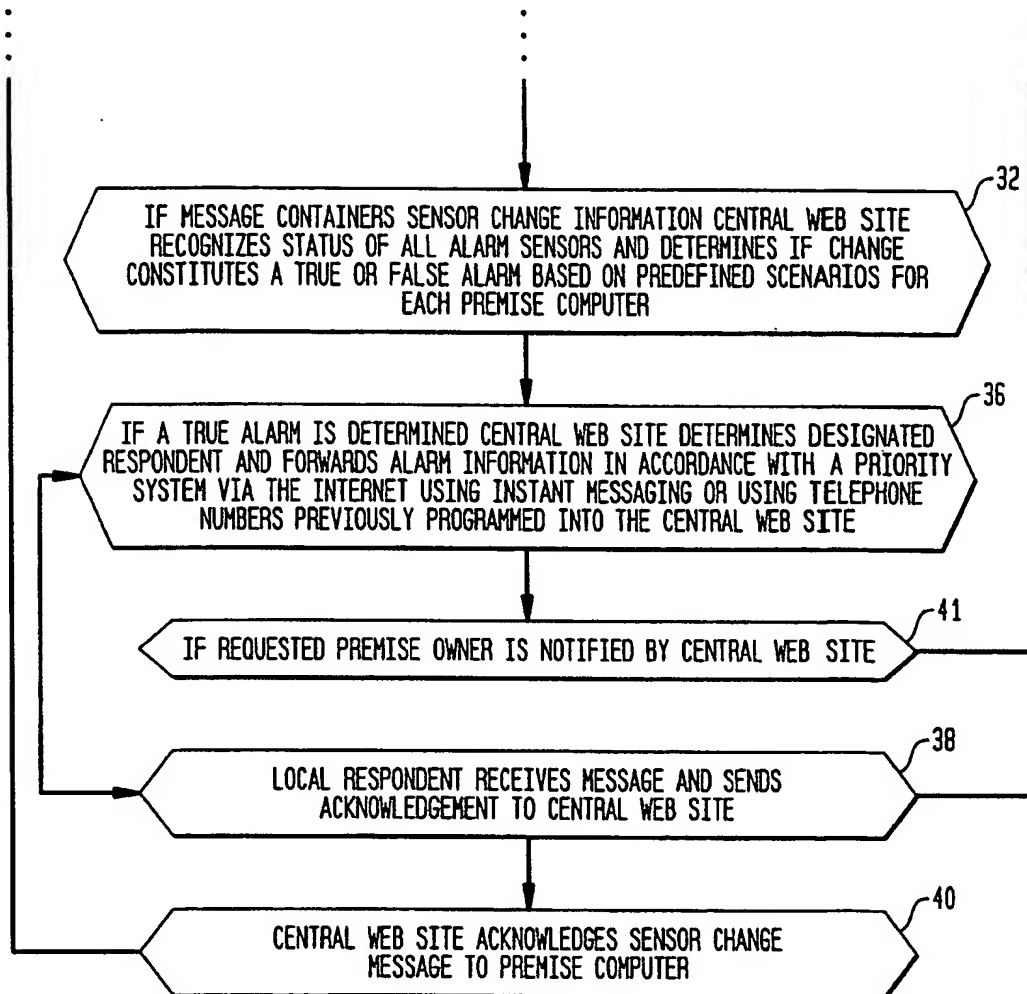 32
IF MESSAGE CONTAINERS SENSOR CHANGE INFORMATION CENTRAL WEB SITE
RECOGNIZES STATUS OF ALL ALARM SENSORS AND DETERMINES IF CHANGE
CONSTITUTES A TRUE OR FALSE ALARM BASED ON PREDEFINED SCENARIOS FOR
EACH PREMISE COMPUTER
36
IF A TRUE ALARM IS DETERMINED CENTRAL WEB SITE DETERMINES DESIGNATED
RESPONDENT AND FORWARDS ALARM INFORMATION IN ACCORDANCE WITH A PRIORITY
SYSTEM VIA THE INTERNET USING INSTANT MESSAGING OR USING TELEPHONE
NUMBERS PREVIOUSLY PROGRAMMED INTO THE CENTRAL WEB SITE
41
IF REQUESTED PREMISE OWNER IS NOTIFIED BY CENTRAL WEB SITE
38
LOCAL RESPONDENT RECEIVES MESSAGE AND SENDS
ACKNOWLEDGEMENT TO CENTRAL WEB SITE
40
CENTRAL WEB SITE ACKNOWLEDGES SENSOR CHANGE
MESSAGE TO PREMISE COMPUTER